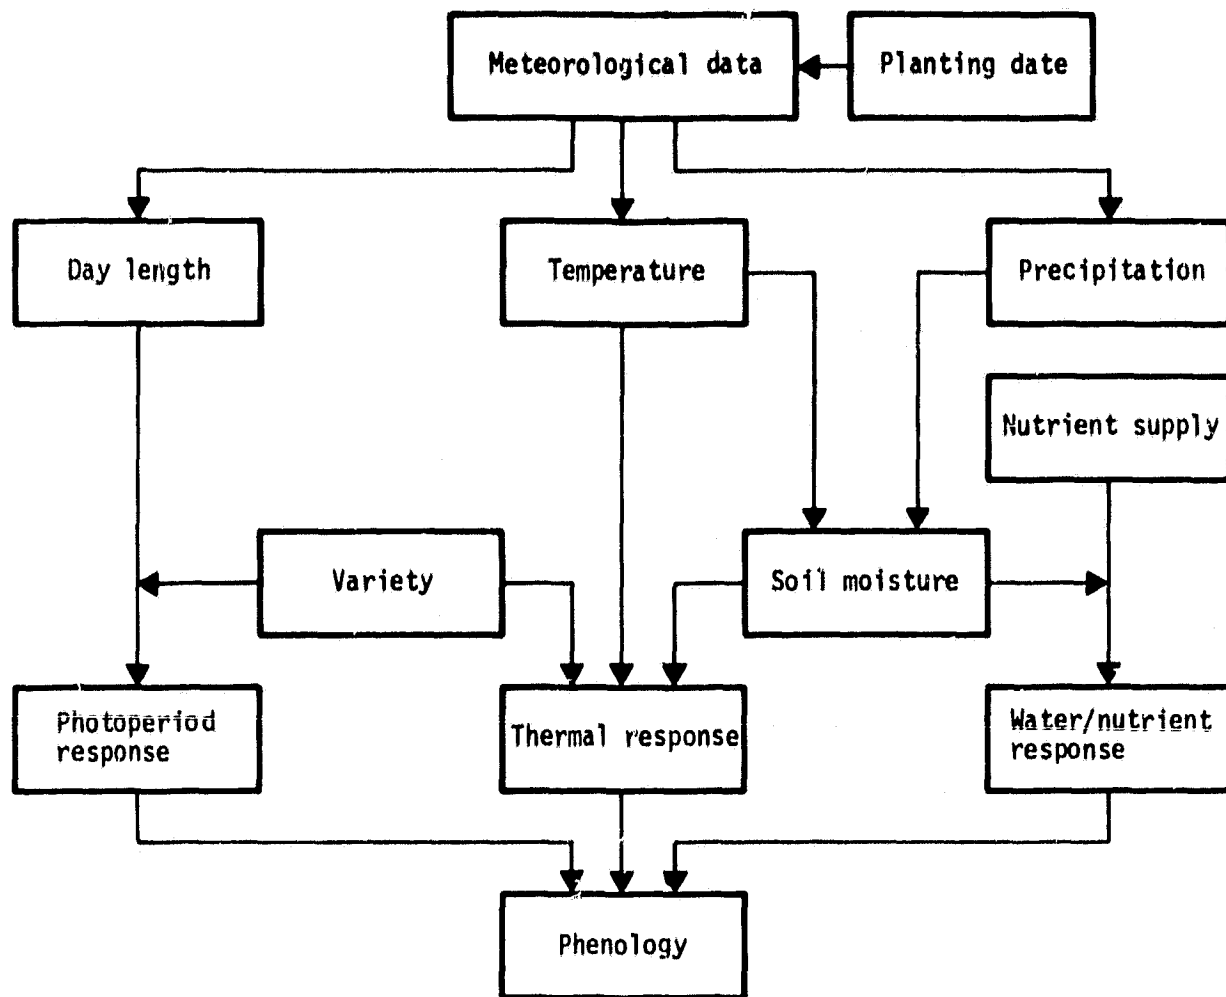 Meteorological data
Planting date
Day length
Temperature
Precipitation
Nutrient supply
Variety
Soil moisture
Photoperiod
response
Thermal response
Water/nutrient
response
Phenology